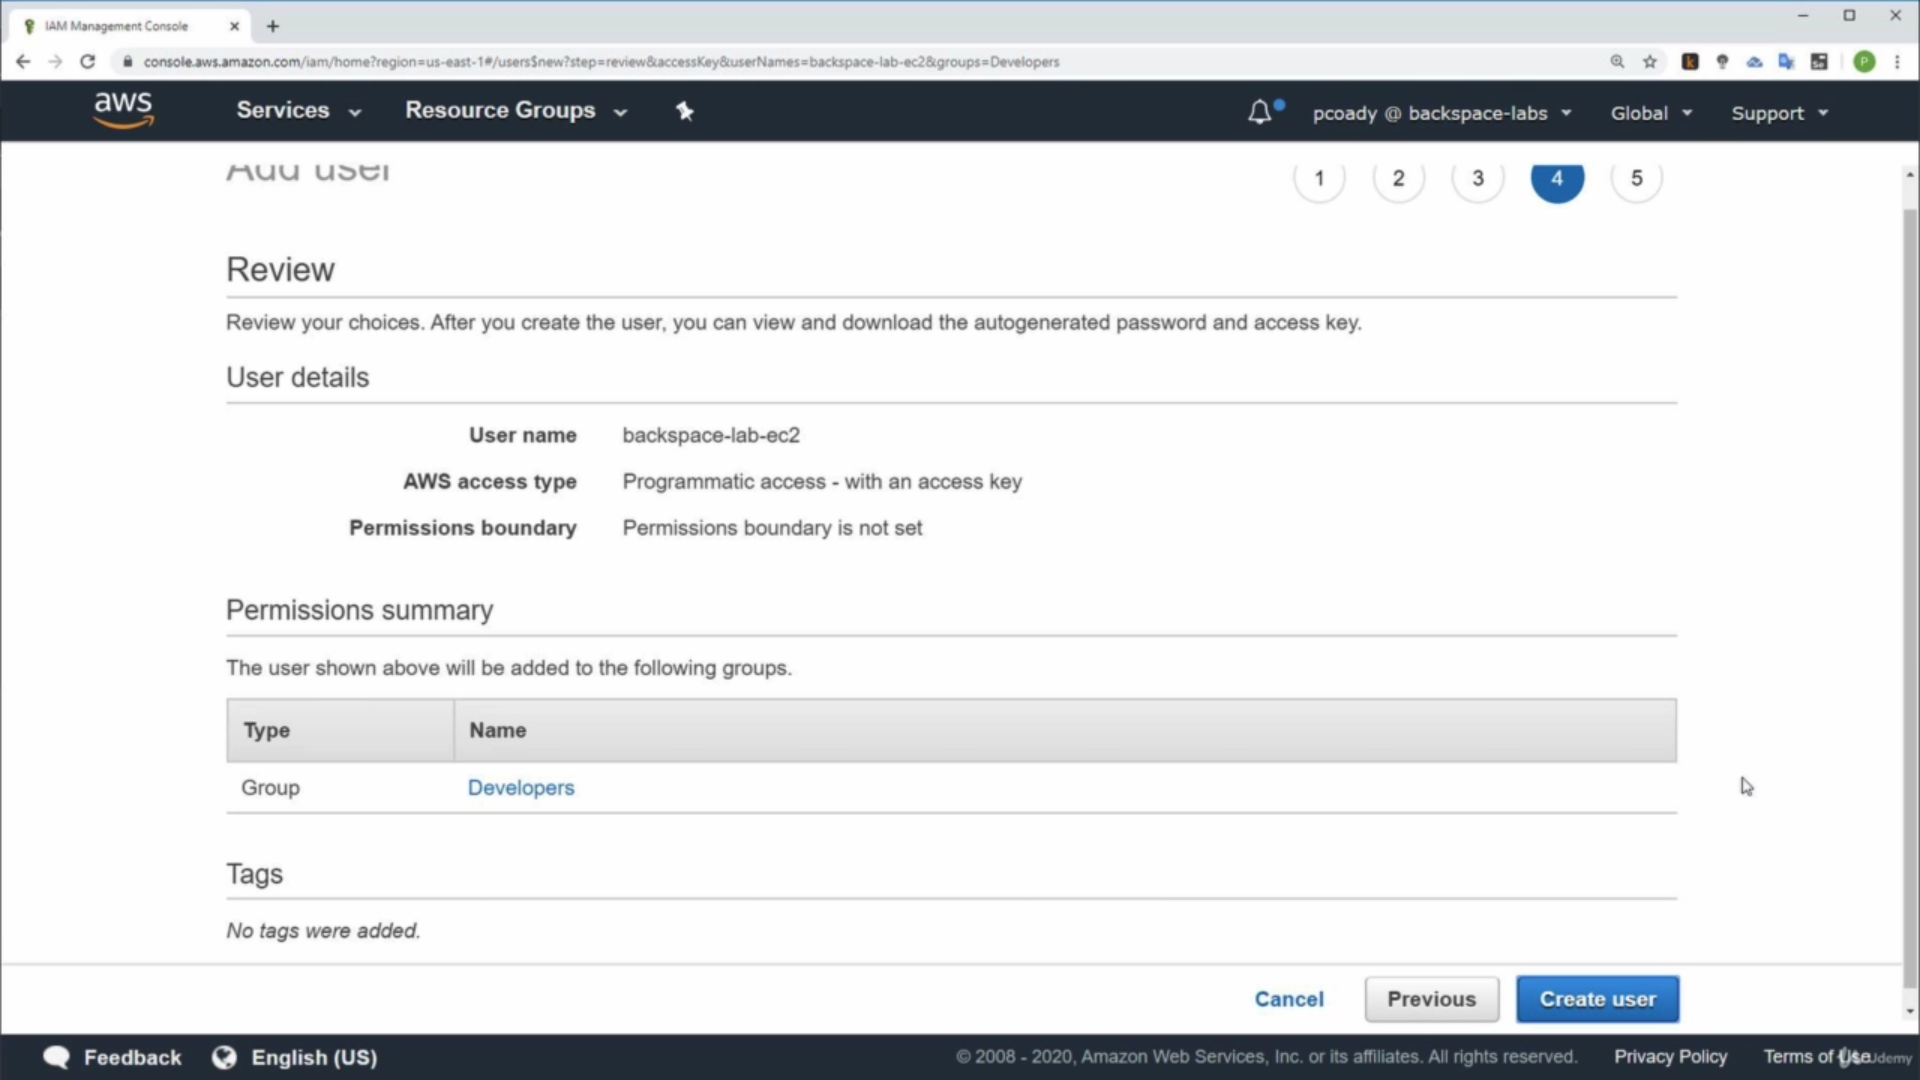 IAM Management Console
console.aws.amazon.com/iam/home?region=us-east-1#/users$new?step=review&accessKey&userNames=backspace-lab-ec2&groups=Developers
P
aws Services Resource Groups pcoady @ backspace-labs Global Support
Add user 1 2 3 4 5
Review
Review your choices. After you create the user, you can view and download the autogenerated password and access key.
User details
User name backspace-lab-ec2
AWS access type Programmatic access - with an access key
Permissions boundary Permissions boundary is not set
Permissions summary
The user shown above will be added to the following groups.
Type Name
Group Developers
Tags
No tags were added.
Cancel Previous Create user
Feedback English (US) © 2008 - 2020, Amazon Web Services, Inc. or its affiliates. All rights reserved. Privacy Policy Terms of Use
Udemy